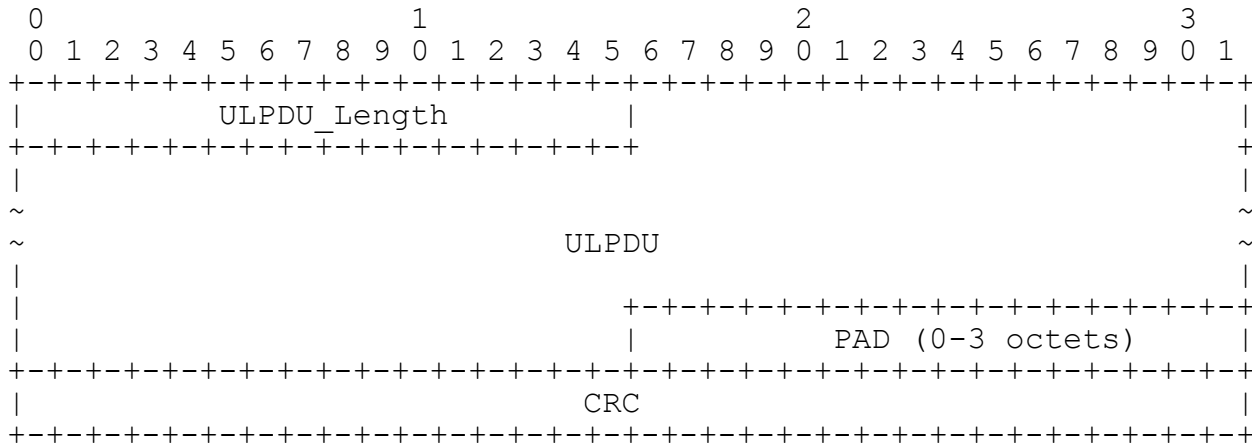 0                   1                   2                   3
 0 1 2 3 4 5 6 7 8 9 0 1 2 3 4 5 6 7 8 9 0 1 2 3 4 5 6 7 8 9 0 1
+-+-+-+-+-+-+-+-+-+-+-+-+-+-+-+-+-+-+-+-+-+-+-+-+-+-+-+-+-+-+-+-+
|          ULPDU_Length         |                               |
+-+-+-+-+-+-+-+-+-+-+-+-+-+-+-+-+                               +
|                                                               |
~                                                               ~
~                            ULPDU                              ~
|                                                               |
|                               +-+-+-+-+-+-+-+-+-+-+-+-+-+-+-+-+
|                               |          PAD (0-3 octets)     |
+-+-+-+-+-+-+-+-+-+-+-+-+-+-+-+-+-+-+-+-+-+-+-+-+-+-+-+-+-+-+-+-+
|                             CRC                               |
+-+-+-+-+-+-+-+-+-+-+-+-+-+-+-+-+-+-+-+-+-+-+-+-+-+-+-+-+-+-+-+-+